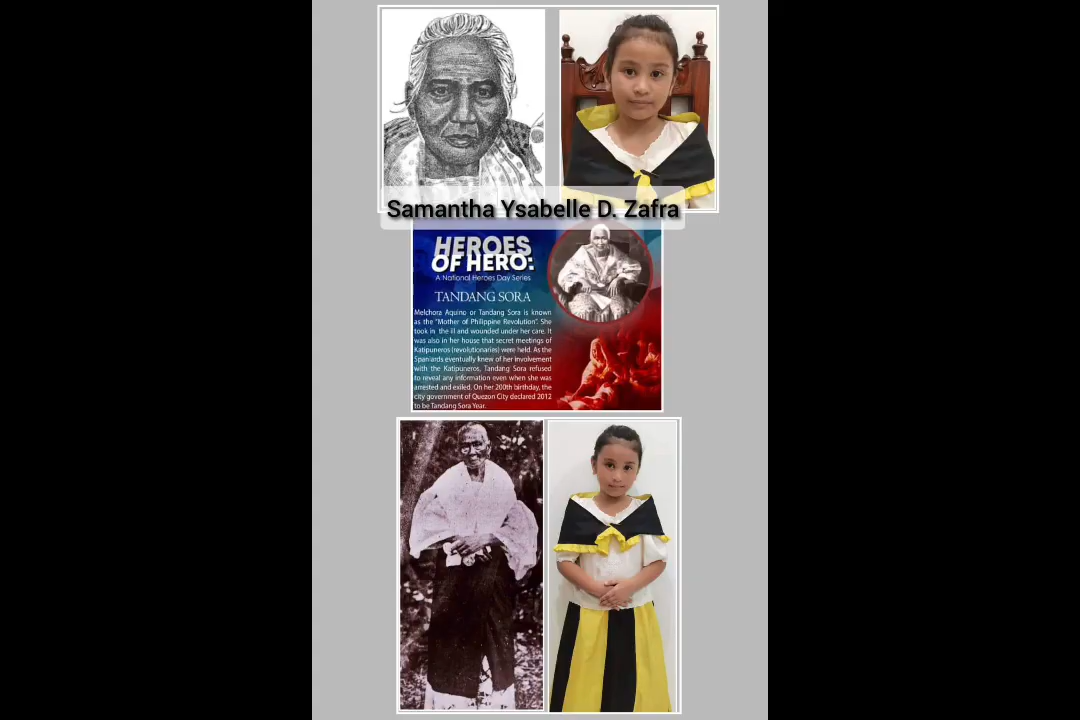 Samantha Ysabelle D. Zafra
HEROES
OF HERO:
A National Heroes Day Series
TANDANG SORA
Melchora Aquino or Tandang Sora is known
as the "Mother of Philippine Revolution". She
took in the ill and wounded under her care. It
was also in her house that secret meetings of
Katipuneros (revolutionaries) were held. As the
Spaniards eventually knew of her involvement
with the Katipuneros, Tandang Sora refused
to reveal any information even when she was
arrested and exiled. On her 200th birthday, the
city government of Quezon City declared 2012
to be Tandang Sora Year.